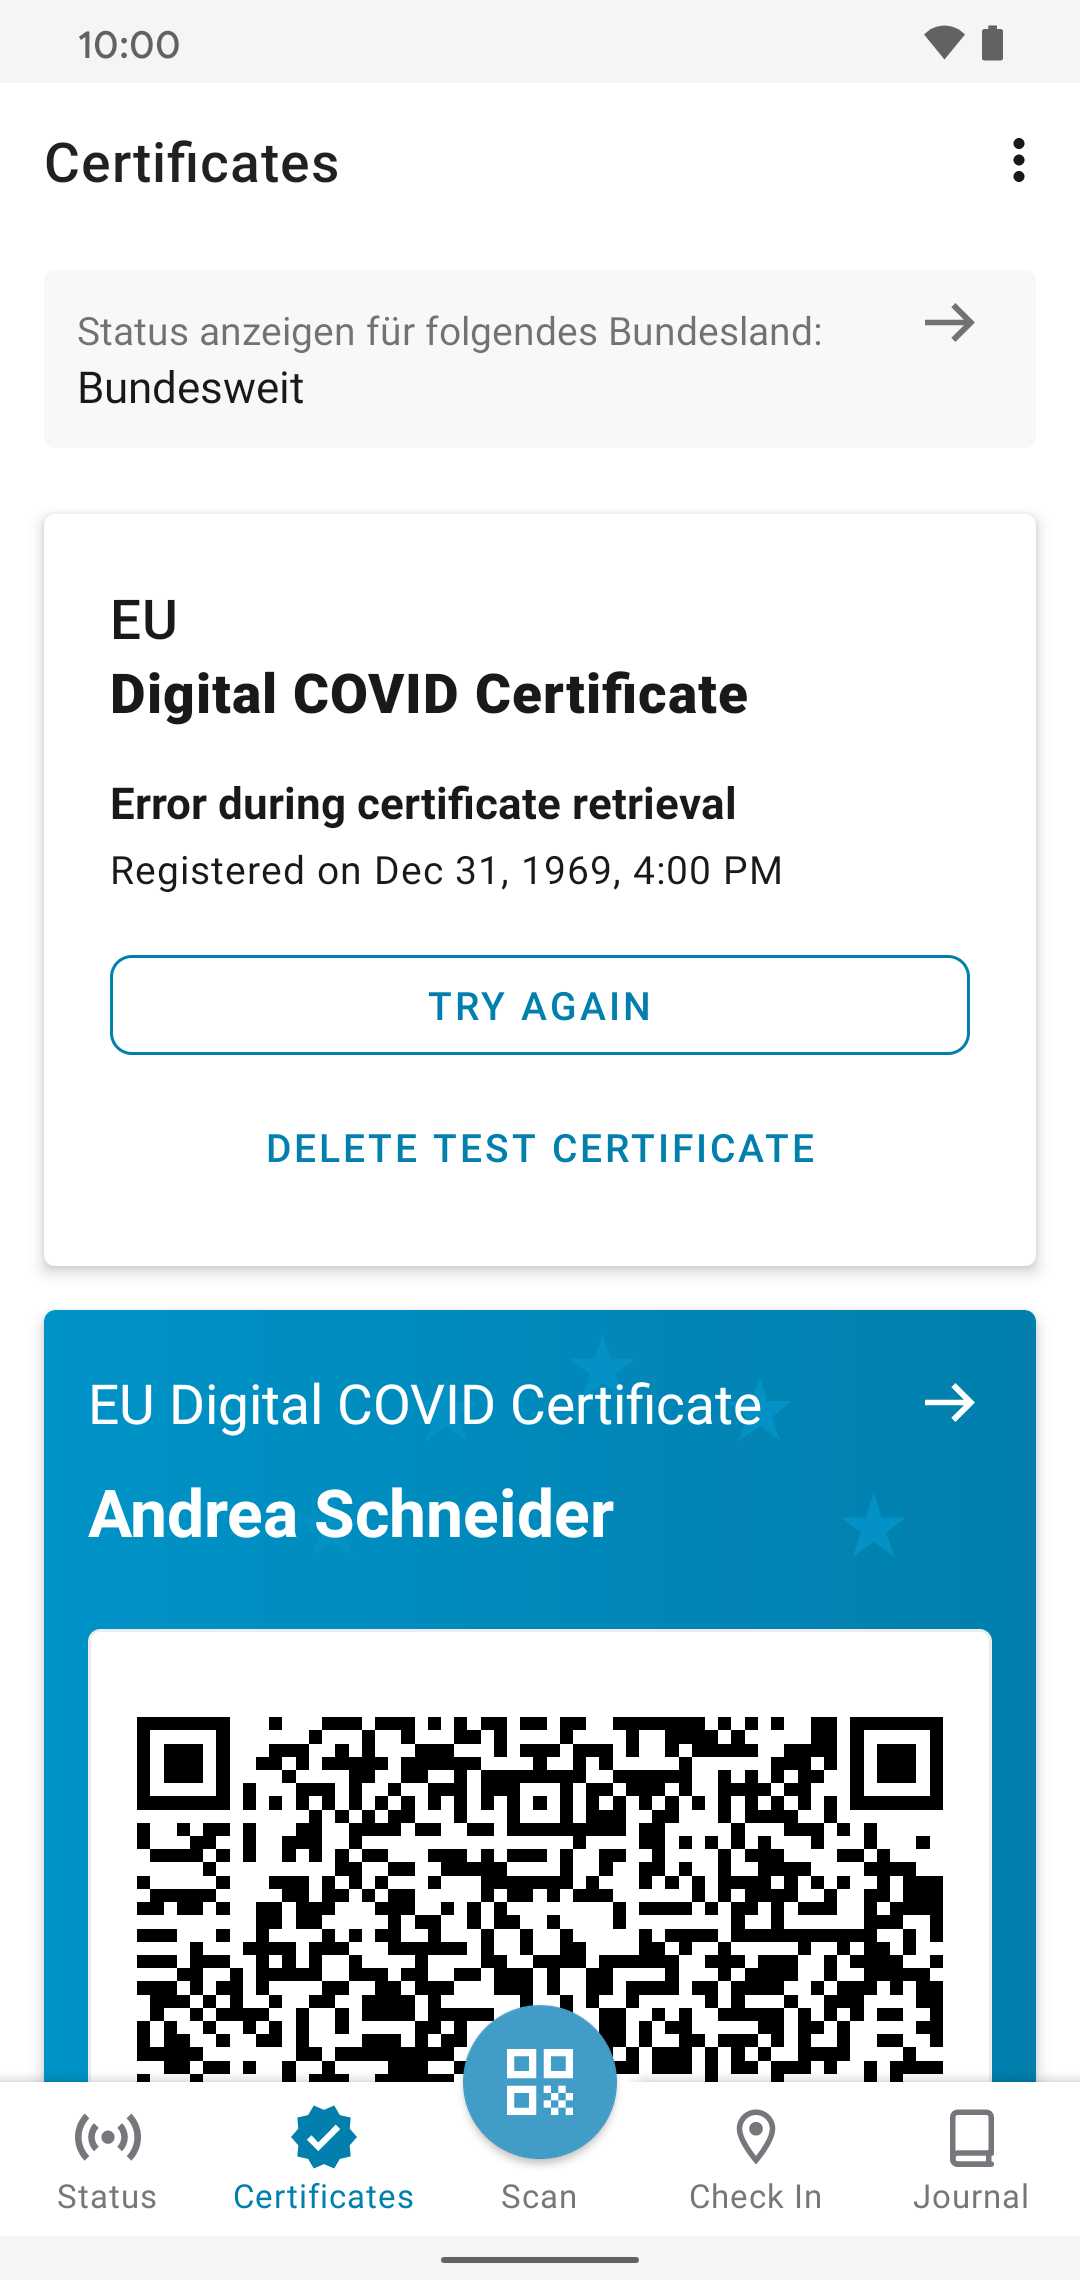 10:00
Certificates
Status anzeigen für folgendes Bundesland:
Bundesweit
EU
Digital COVID Certificate
Error during certificate retrieval
Registered on Dec 31, 1969, 4:00 PM
TRY AGAIN
DELETE TEST CERTIFICATE
EU Digital COVID Certificate
Andrea Schneider
Status
Certificates
Scan
Check In
Journal